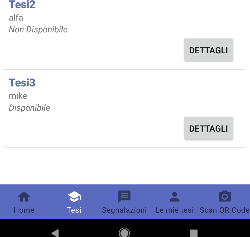 Tesi2
alfa
Non Disponibile
DETTAGLI
Tesi3
mike
Disponibile
DETTAGLI
Home
Tesi
Segnalazioni
Le mie tesi
Scan QR Code